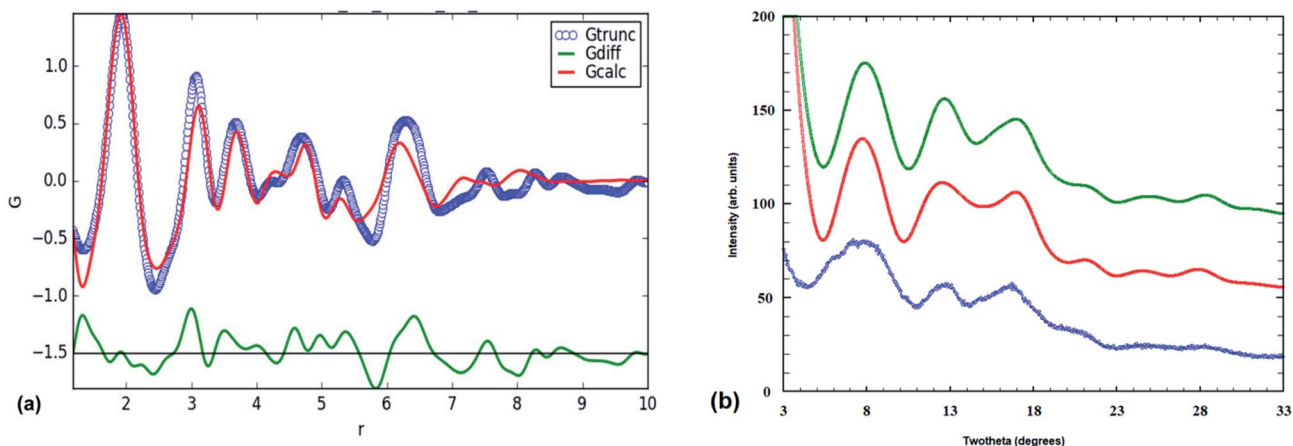 Gtrunc
Gdiff
Gcalc
1.0
0.5
0.0
-0.5
-1.0
-1.5
G
2 3 4 5 6 7 8 9 10
r
(a)
200
150
100
50
0
Intensity (arb. units)
3 8 13 18 23 28 33
Twotheta (degrees)
(b)